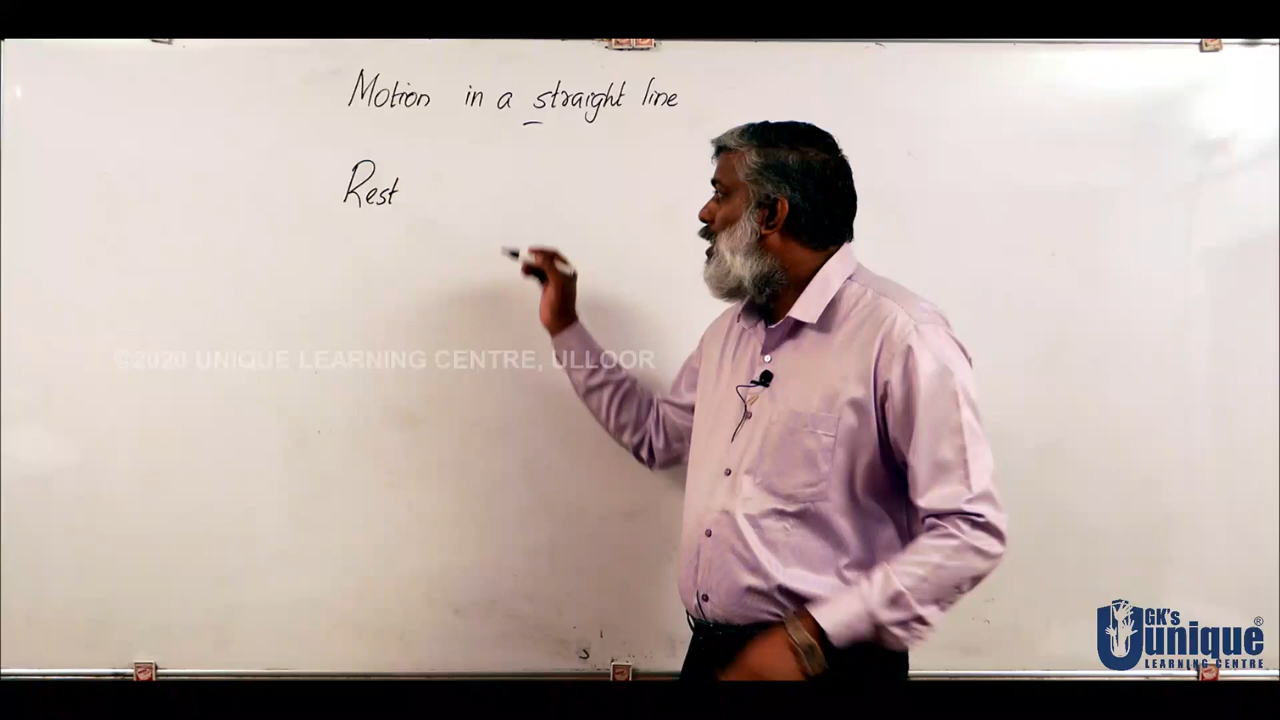 Motion in a straight line
Rest
©2020 UNIQUE LEARNING CENTRE, ULLOOR
GK's
unique®
LEARNING CENTRE